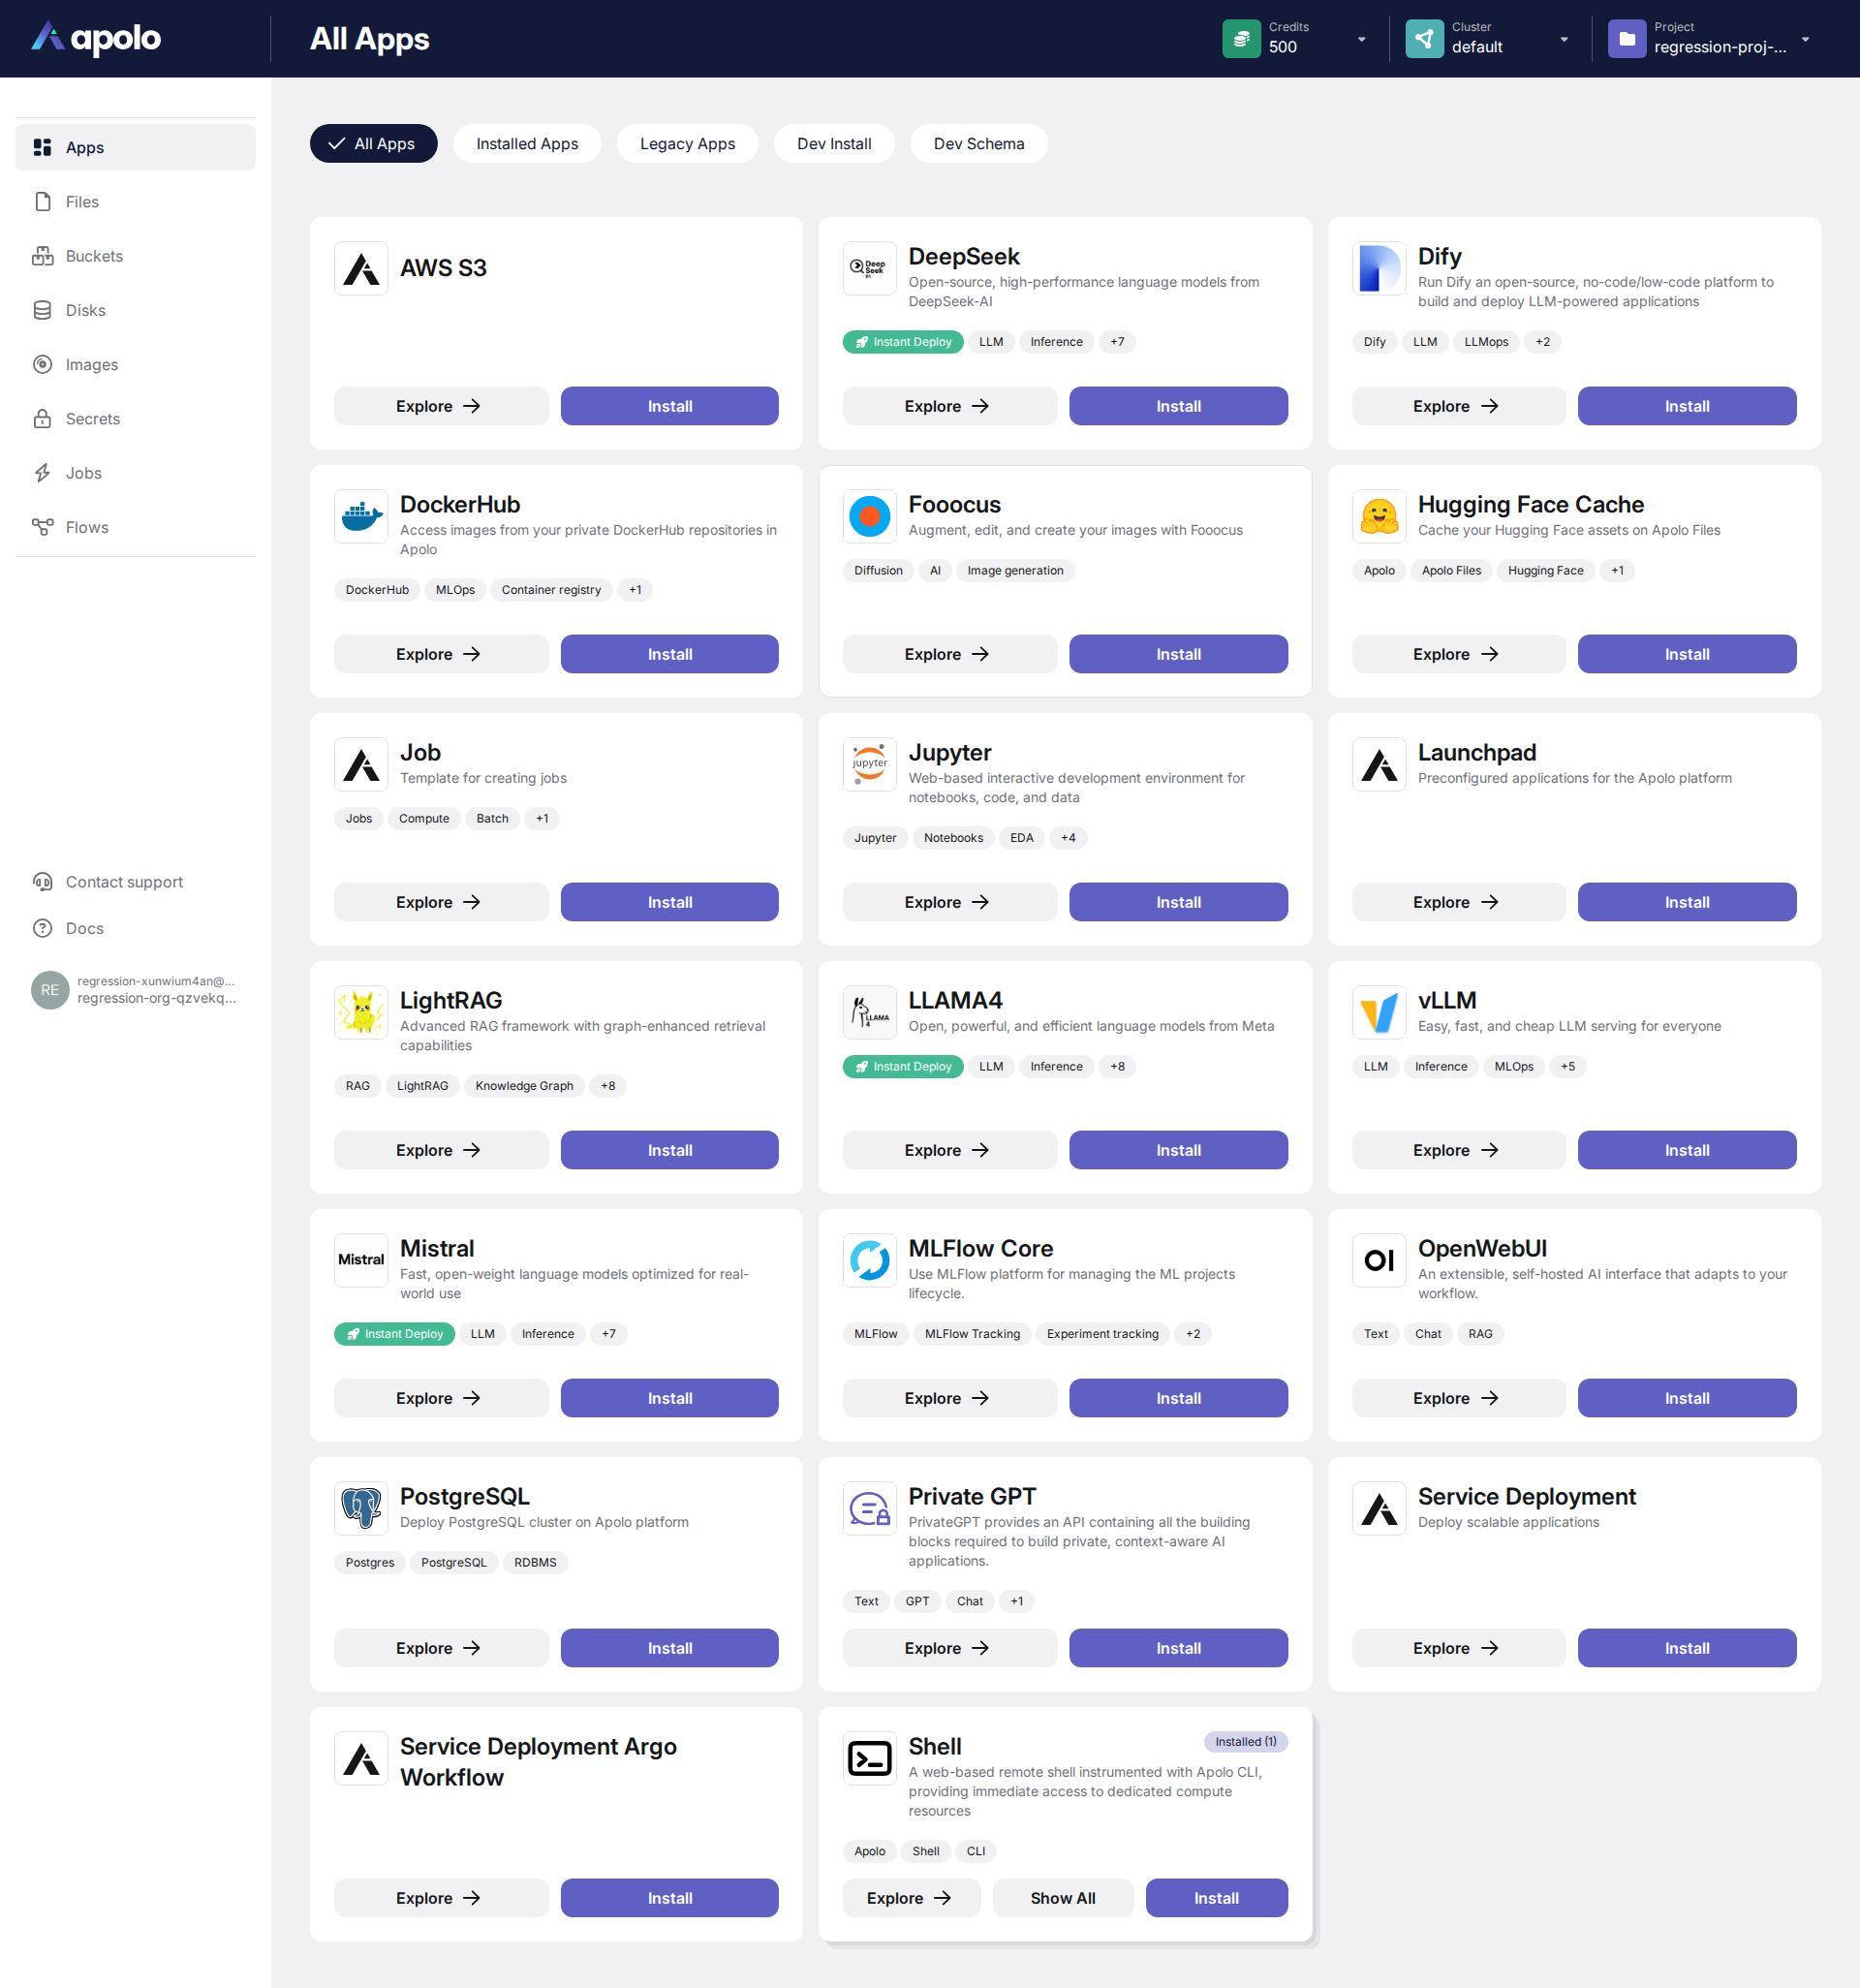 apolo
All Apps
Credits
500
Cluster
default
Project
regression-proj-...
Apps
Files
Buckets
Disks
Images
Secrets
Jobs
Flows
Contact support
Docs
RE
regression-xunwium4an@...
regression-org-qzvekq...
All Apps
Installed Apps
Legacy Apps
Dev Install
Dev Schema
AWS S3
Explore
Install
Deep
Seek
R1
DeepSeek
Open-source, high-performance language models from
DeepSeek-AI
Instant Deploy
LLM
Inference
+7
Explore
Install
Dify
Run Dify an open-source, no-code/low-code platform to
build and deploy LLM-powered applications
Dify
LLM
LLMops
+2
Explore
Install
DockerHub
Access images from your private DockerHub repositories in
Apolo
DockerHub
MLOps
Container registry
+1
Explore
Install
Fooocus
Augment, edit, and create your images with Fooocus
Diffusion
AI
Image generation
Explore
Install
Hugging Face Cache
Cache your Hugging Face assets on Apolo Files
Apolo
Apolo Files
Hugging Face
+1
Explore
Install
Job
Template for creating jobs
Jobs
Compute
Batch
+1
Explore
Install
jupyter
Jupyter
Web-based interactive development environment for
notebooks, code, and data
Jupyter
Notebooks
EDA
+4
Explore
Install
Launchpad
Preconfigured applications for the Apolo platform
Explore
Install
LightRAG
Advanced RAG framework with graph-enhanced retrieval
capabilities
RAG
LightRAG
Knowledge Graph
+8
Explore
Install
LLAMA
4
LLAMA4
Open, powerful, and efficient language models from Meta
Instant Deploy
LLM
Inference
+8
Explore
Install
vLLM
Easy, fast, and cheap LLM serving for everyone
LLM
Inference
MLOps
+5
Explore
Install
Mistral
Mistral
Fast, open-weight language models optimized for real-
world use
Instant Deploy
LLM
Inference
+7
Explore
Install
MLFlow Core
Use MLFlow platform for managing the ML projects
lifecycle.
MLFlow
MLFlow Tracking
Experiment tracking
+2
Explore
Install
OI
OpenWebUI
An extensible, self-hosted AI interface that adapts to your
workflow.
Text
Chat
RAG
Explore
Install
PostgreSQL
Deploy PostgreSQL cluster on Apolo platform
Postgres
PostgreSQL
RDBMS
Explore
Install
Private GPT
PrivateGPT provides an API containing all the building
blocks required to build private, context-aware AI
applications.
Text
GPT
Chat
+1
Explore
Install
Service Deployment
Deploy scalable applications
Explore
Install
Service Deployment Argo
Workflow
Explore
Install
Shell
Installed (1)
A web-based remote shell instrumented with Apolo CLI,
providing immediate access to dedicated compute
resources
Apolo
Shell
CLI
Explore
Show All
Install